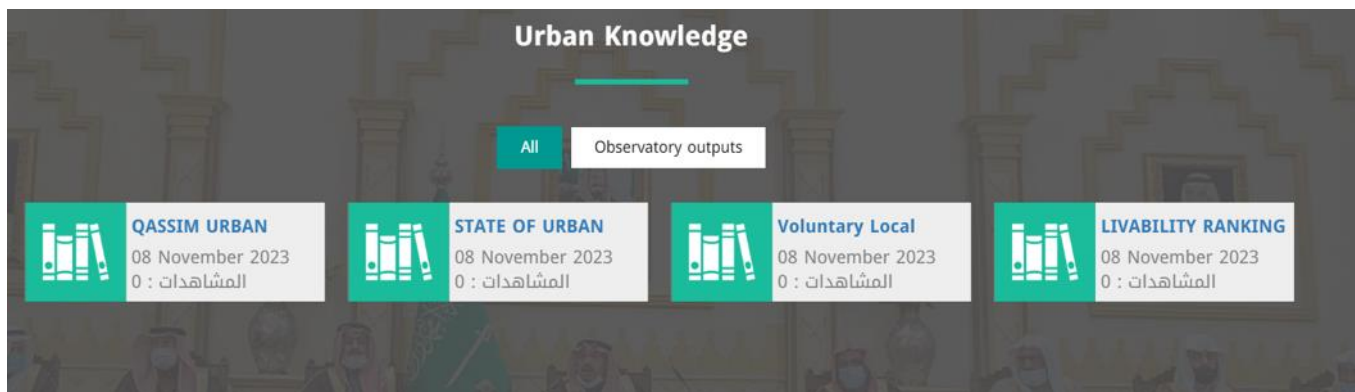 Urban Knowledge
All
Observatory outputs
QASSIM URBAN
08 November 2023
المشاهدات : 0
STATE OF URBAN
08 November 2023
المشاهدات : 0
Voluntary Local
08 November 2023
المشاهدات : 0
LIVABILITY RANKING
08 November 2023
المشاهدات : 0